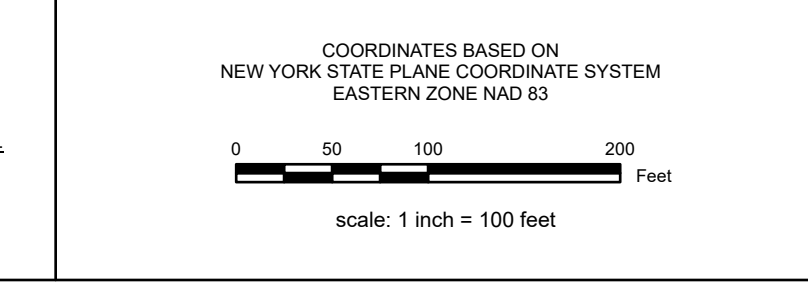 COORDINATES BASED ON
NEW YORK STATE PLANE COORDINATE SYSTEM
EASTERN ZONE NAD 83
0 50 100 200
Feet
scale: 1 inch = 100 feet